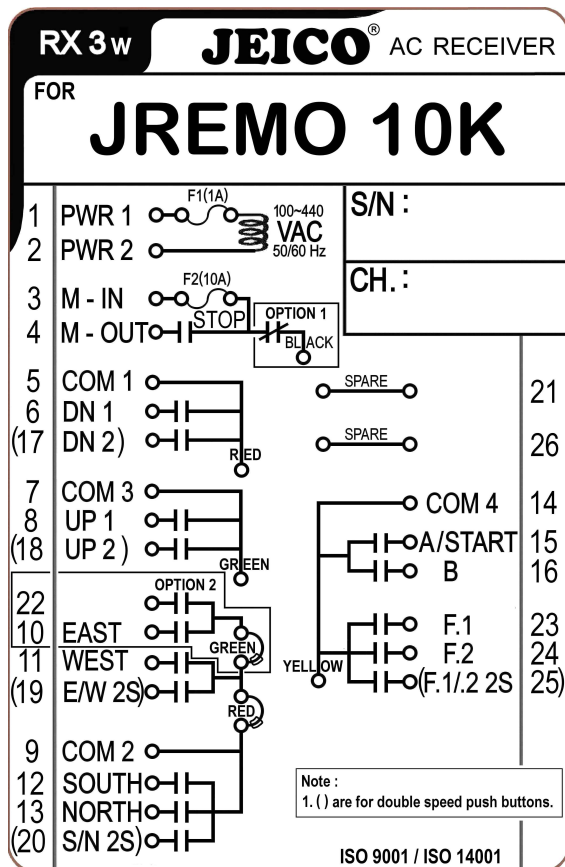 RX 3 W JEICO® AC RECEIVER
FOR
JREMO 10K
S/N :
CH. :
1 PWR 1 F1(1A) 100~440
VAC
2 PWR 2 50/60 Hz
3 M - IN F2(10A)
4 M - OUT STOP OPTION 1
BLACK
5 COM 1
6 DN 1
(17 DN 2)
RED
7 COM 3
8 UP 1
(18 UP 2)
GREEN
OPTION 2
22
10 EAST
GREEN
11 WEST
(19 E/W 2S)
RED
9 COM 2
12 SOUTH
13 NORTH
(20 S/N 2S)
SPARE 21
SPARE 26
COM 4 14
A/START 15
B 16
F.1 23
F.2 24
YELLOW
(F.1/.2 2S 25)
Note :
1. ( ) are for double speed push buttons.
ISO 9001 / ISO 14001